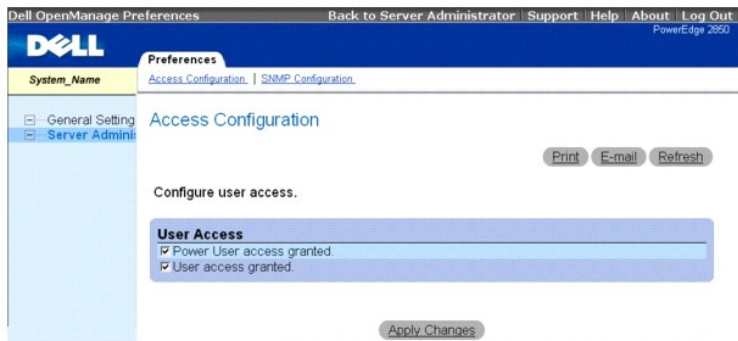 Dell OpenManage Preferences Back to Server Administrator Support Help About Log Out
PowerEdge 2850
DELL
Preferences
System_Name Access Configuration SNMP Configuration
General Setting
Server Adminis
Access Configuration
Print E-mail Refresh
Configure user access.
User Access
Power User access granted.
User access granted.
Apply Changes